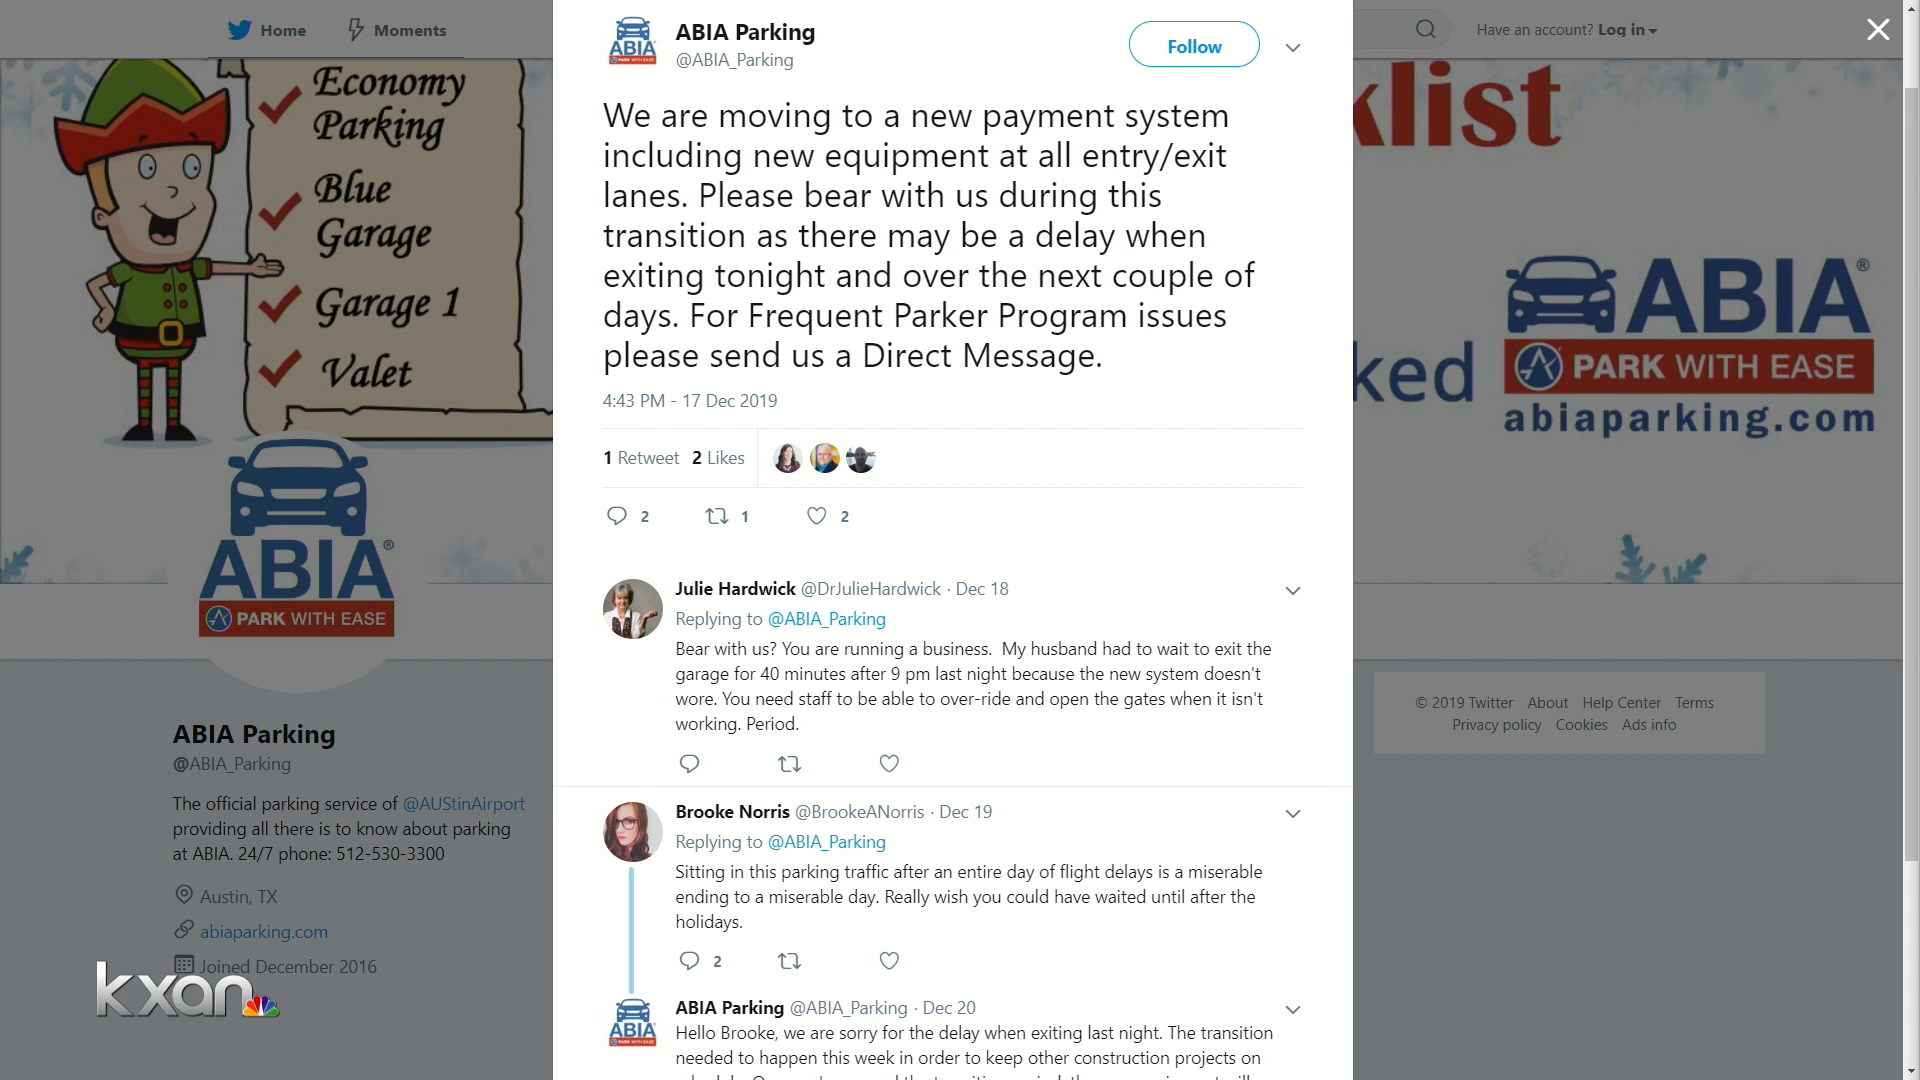 Home
Moments
Have an account? Log in
Economy
Parking
Blue
Garage
Garage 1
Valet
klist
ked
ABIA®
PARK WITH EASE
abiaparking.com
ABIA®
PARK WITH EASE
ABIA Parking
@ABIA_Parking
The official parking service of @AUStinAirport
providing all there is to know about parking
at ABIA. 24/7 phone: 512-530-3300
Austin, TX
abiaparking.com
Joined December 2016
kxan
ABIA
PARK WITH EASE
ABIA Parking
@ABIA_Parking
Follow
We are moving to a new payment system
including new equipment at all entry/exit
lanes. Please bear with us during this
transition as there may be a delay when
exiting tonight and over the next couple of
days. For Frequent Parker Program issues
please send us a Direct Message.
4:43 PM - 17 Dec 2019
1 Retweet 2 Likes
2 1 2
Julie Hardwick @DrJulieHardwick · Dec 18
Replying to @ABIA_Parking
Bear with us? You are running a business.  My husband had to wait to exit the
garage for 40 minutes after 9 pm last night because the new system doesn't
wore. You need staff to be able to over-ride and open the gates when it isn't
working. Period.
Brooke Norris @BrookeANorris · Dec 19
Replying to @ABIA_Parking
Sitting in this parking traffic after an entire day of flight delays is a miserable
ending to a miserable day. Really wish you could have waited until after the
holidays.
2
ABIA
PARK WITH EASE
ABIA Parking @ABIA_Parking · Dec 20
Hello Brooke, we are sorry for the delay when exiting last night. The transition
needed to happen this week in order to keep other construction projects on
© 2019 Twitter About Help Center Terms
Privacy policy Cookies Ads info